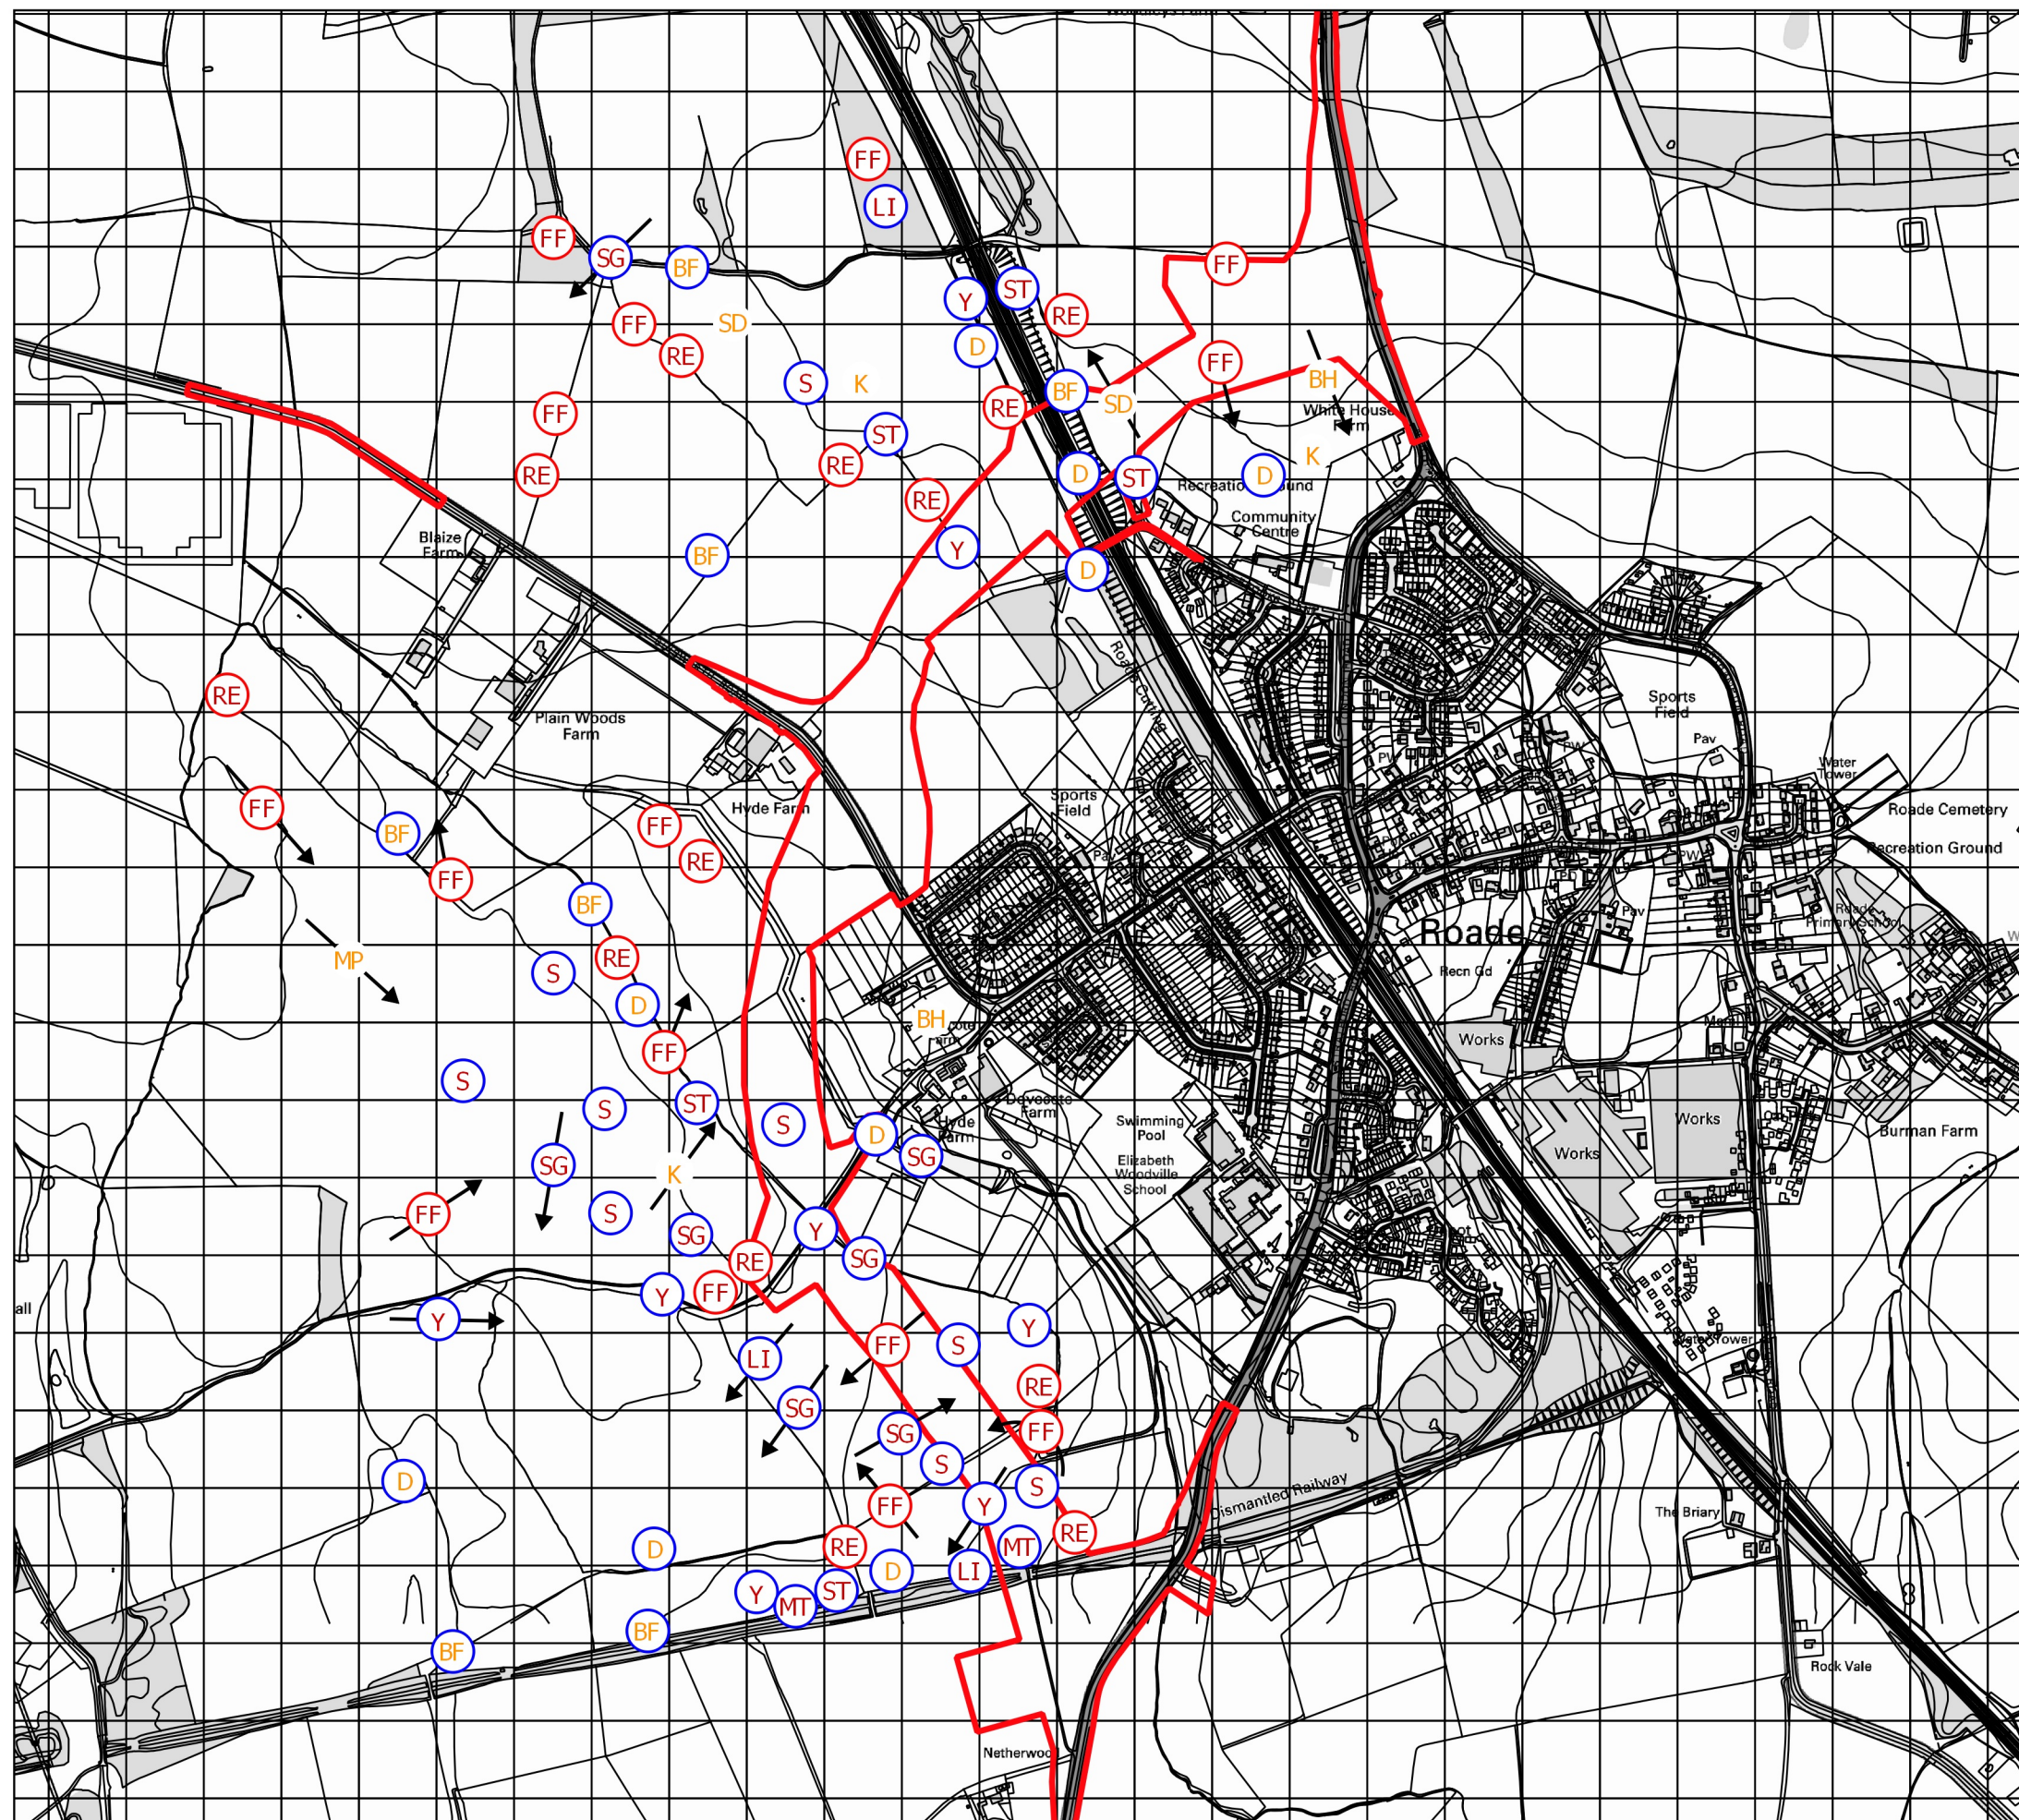 FF
LI
FF
SG
BF
FF
Y
ST
RE
FF
SD
RE
D
FF
S
K
RE
BF
SD
BH
White House
Farm
FF
ST
RE
RE
D
ST
D
K
Recreation Ground
RE
Community
Centre
Blaize
Farm
BF
Y
D
Roade Cutting
RE
Plain Woods
Farm
Sports
Field
Pav
PW
PW
Water
Tower
Hyde Farm
Sports
Field
Roade Cemetery
FF
BF
FF
RE
Pav
PW
Recreation Ground
FF
BF
Pav
Roade
Primary School
Roade
MP
S
RE
Recn Gd
D
BH
Works
FF
S
S
ST
S
Dovecote
Farm
Hyde
Farm
D
SG
Swimming
Pool
Works
Works
Burman Farm
SG
K
Elizabeth
Woodville
School
FF
S
SG
Y
RE
SG
Y
FF
all
Y
LI
FF
S
Y
Water Tower
RE
SG
SG
FF
D
S
S
FF
Y
Dismantled Railway
The Briary
D
RE
MT
RE
Y
MT
ST
D
LI
BF
BF
Rock Vale
Netherwood